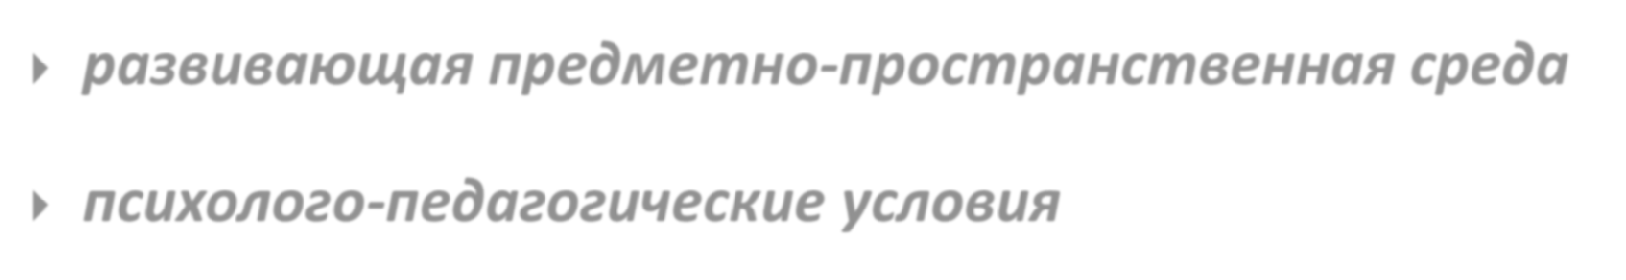 развивающая предметно-пространственная среда
психолого-педагогические условия